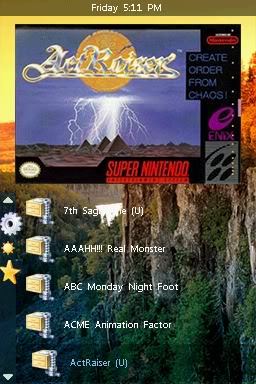 Friday 5:11 PM
ActRaiser
CREATE
ORDER
FROM
CHAOS!
ENIX
SUPER NINTENDO
ENTERTAINMENT SYSTEM
7th Saga, The (U)
AAAHH!!! Real Monster
ABC Monday Night Foot
ACME Animation Factor
ActRaiser (U)